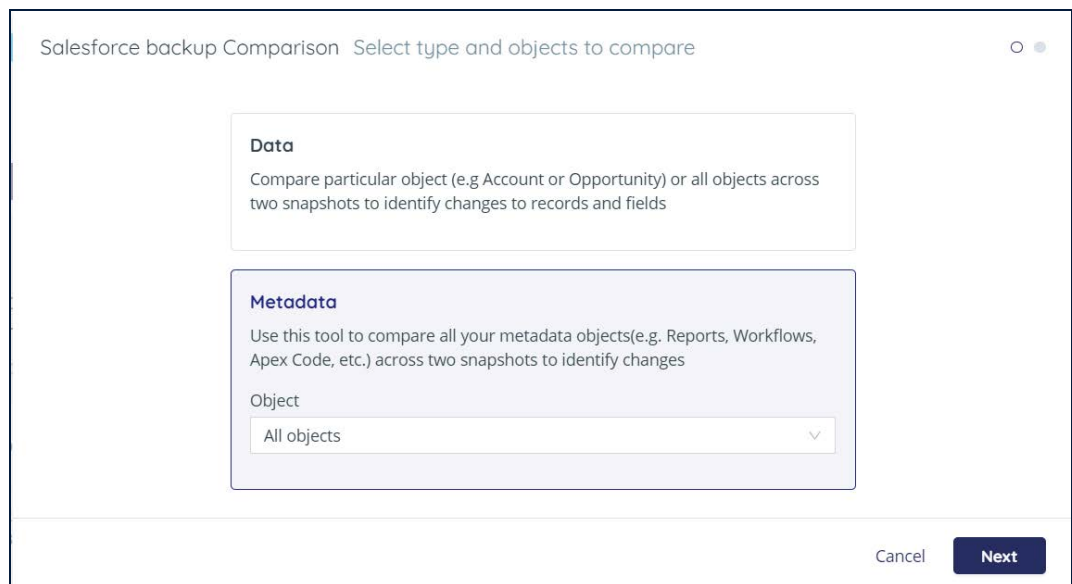 Salesforce backup Comparison Select type and objects to compare
Data
Compare particular object (e.g Account or Opportunity) or all objects across
two snapshots to identify changes to records and fields
Metadata
Use this tool to compare all your metadata objects(e.g. Reports, Workflows,
Apex Code, etc.) across two snapshots to identify changes
Object
All objects
Cancel Next